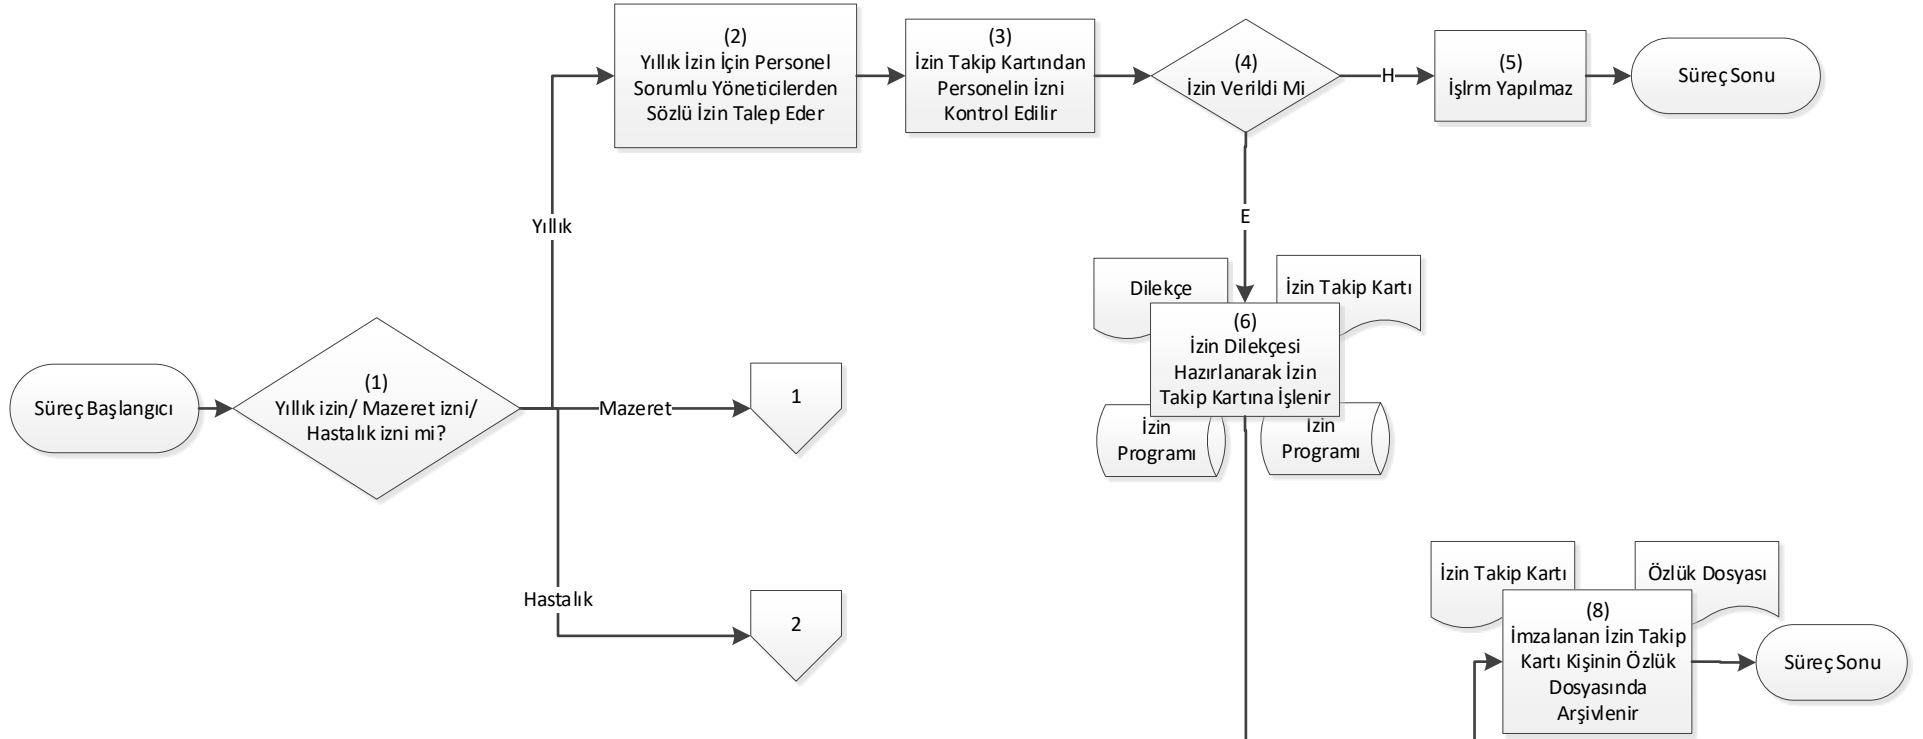 (2)
Yıllık İzin İçin Personel
Sorumlu Yöneticilerden
Sözlü İzin Talep Eder
(3)
İzin Takip Kartından
Personelin İzni
Kontrol Edilir
(4)
İzin Verildi Mi
H
(5)
İşlrm Yapılmaz
Süreç Sonu
Yıllık
E
Dilekçe
İzin Takip Kartı
(6)
İzin Dilekçesi
Hazırlanarak İzin
Takip Kartına İşlenir
İzin
Programı
İzin
Programı
Süreç Başlangıcı
(1)
Yıllık izin/ Mazeret izni/
Hastalık izni mi?
Mazeret
1
Hastalık
2
İzin Takip Kartı
Özlük Dosyası
(8)
İmzalanan İzin Takip
Kartı Kişinin Özlük
Dosyasında
Arşivlenir
Süreç Sonu